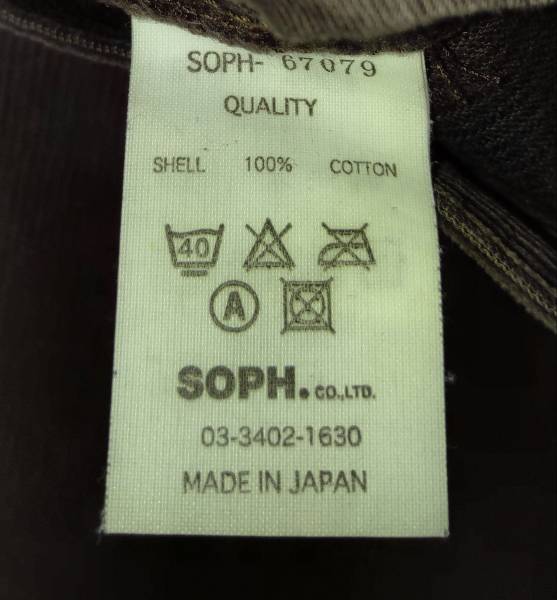 SOPH- 67079
QUALITY
SHELL 100% COTTON
40
A
SOPH. CO.,LTD.
03-3402-1630
MADE IN JAPAN